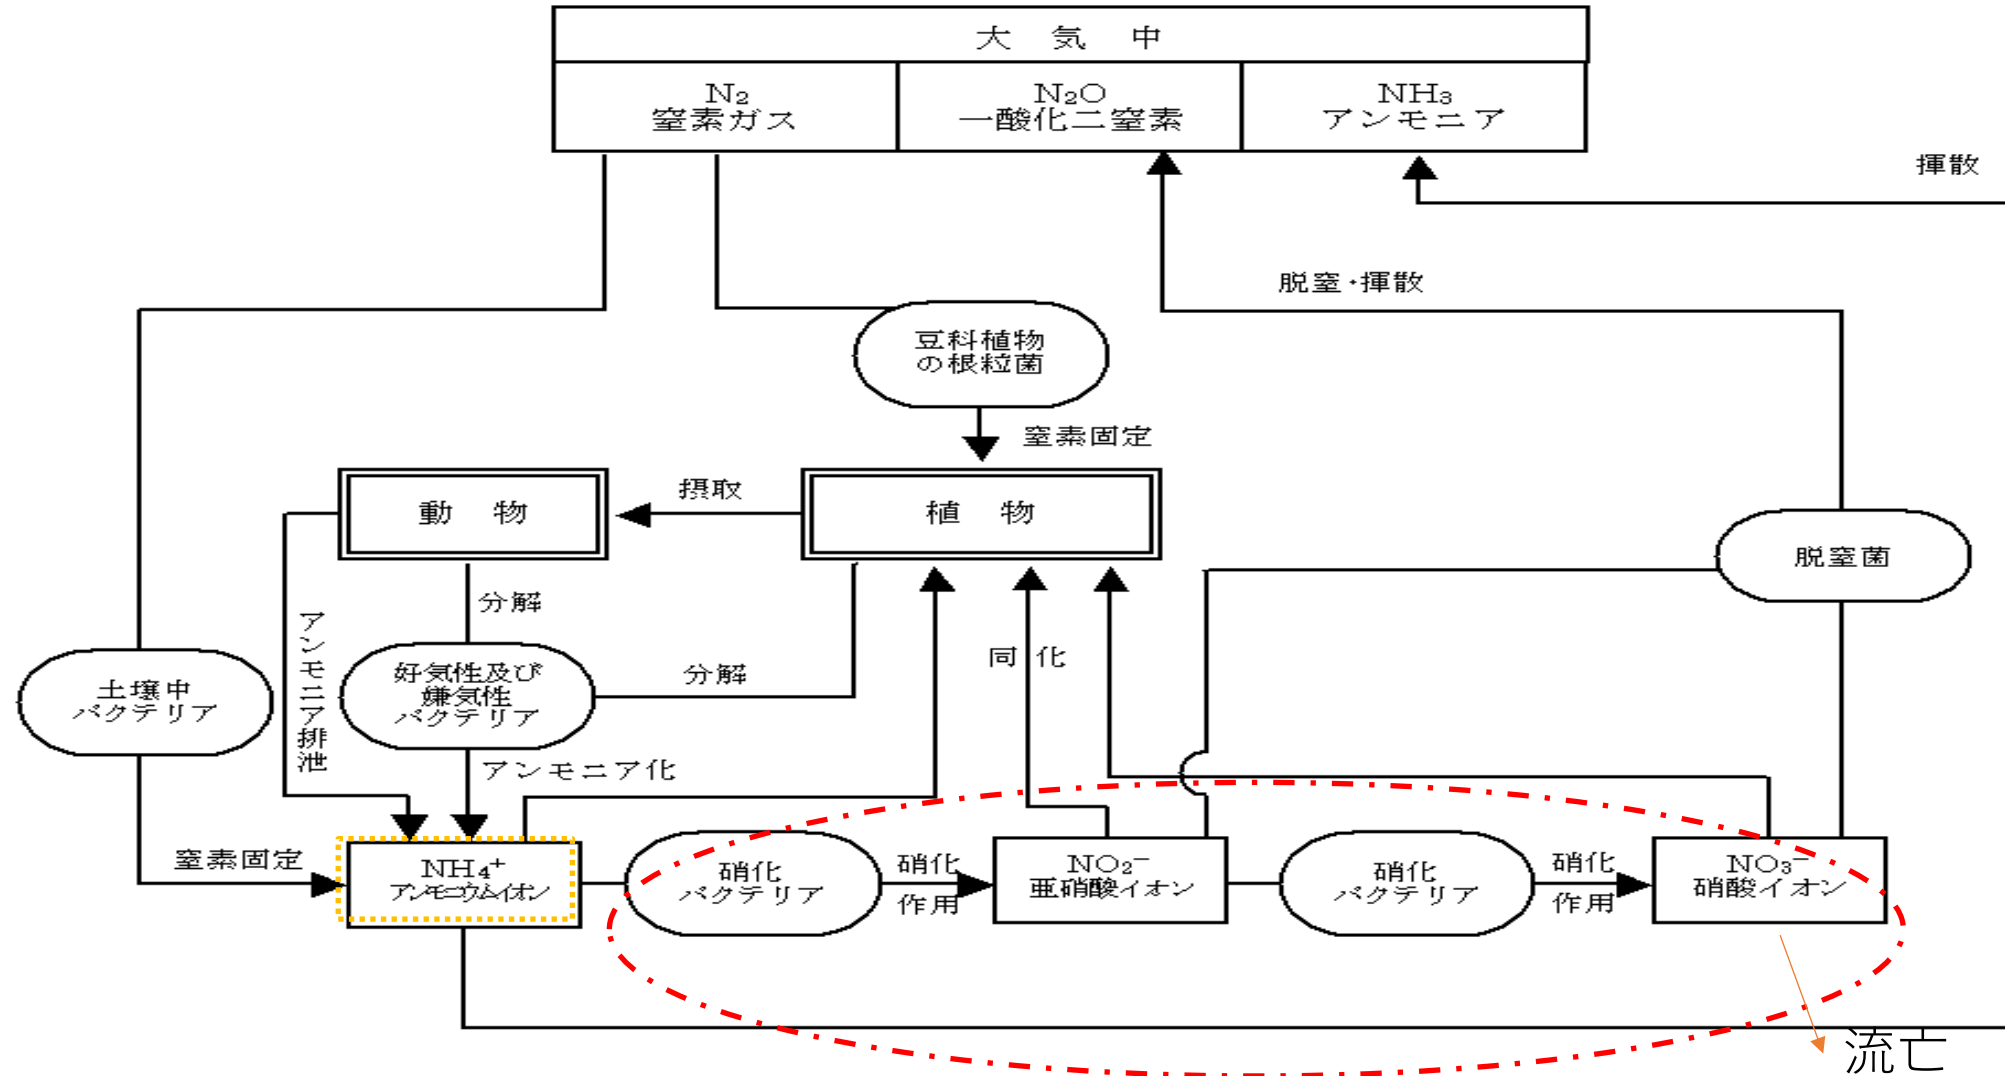 大 気 中
N₂
窒素ガス
N₂O
一酸化二窒素
NH₃
アンモニア
揮散
脱窒・揮散
豆科植物
の根粒菌
窒素固定
動 物
摂取
植 物
脱窒菌
分解
アンモニア排泄
同 化
好気性及び
嫌気性
バクテリア
分解
土壌中
バクテリア
アンモニア化
窒素固定
NH₄⁺
アンモニウムイオン
硝化
バクテリア
硝化
作用
NO₂⁻
亜硝酸イオン
硝化
バクテリア
硝化
作用
NO₃⁻
硝酸イオン
流亡